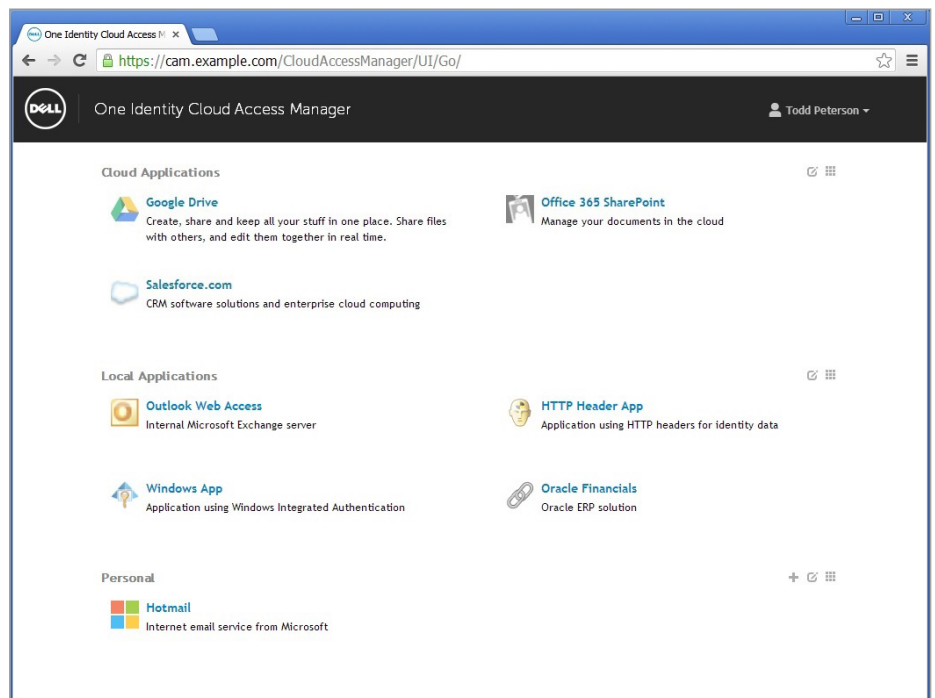 One Identity Cloud Access M
https://cam.example.com/CloudAccessManager/UI/Go/
DELL
One Identity Cloud Access Manager
Todd Peterson
Cloud Applications
Google Drive
Create, share and keep all your stuff in one place. Share files
with others, and edit them together in real time.
Office 365 SharePoint
Manage your documents in the cloud
Salesforce.com
CRM software solutions and enterprise cloud computing
Local Applications
Outlook Web Access
Internal Microsoft Exchange server
HTTP Header App
Application using HTTP headers for identity data
Windows App
Application using Windows Integrated Authentication
Oracle Financials
Oracle ERP solution
Personal
Hotmail
Internet email service from Microsoft